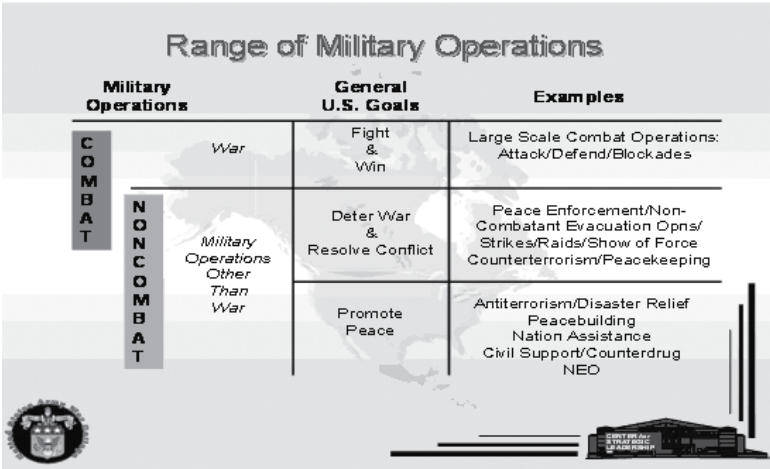 Range of Military Operations
Military
Operations
General
U.S. Goals
Examples
COMBAT
War
Fight
&
Win
Large Scale Combat Operations:
Attack/Defend/Blockades
NONCOMBAT
Military
Operations
Other
Than
War
Deter War
&
Resolve Conflict
Peace Enforcement/Non-
Combatant Evacuation Opns/
Strikes/Raids/Show of Force
Counterterrorism/Peacekeeping
Promote
Peace
Antiterrorism/Disaster Relief
Peacebuilding
Nation Assistance
Civil Support/Counterdrug
NEO
CENTER for
STRATEGIC
LEADERSHIP